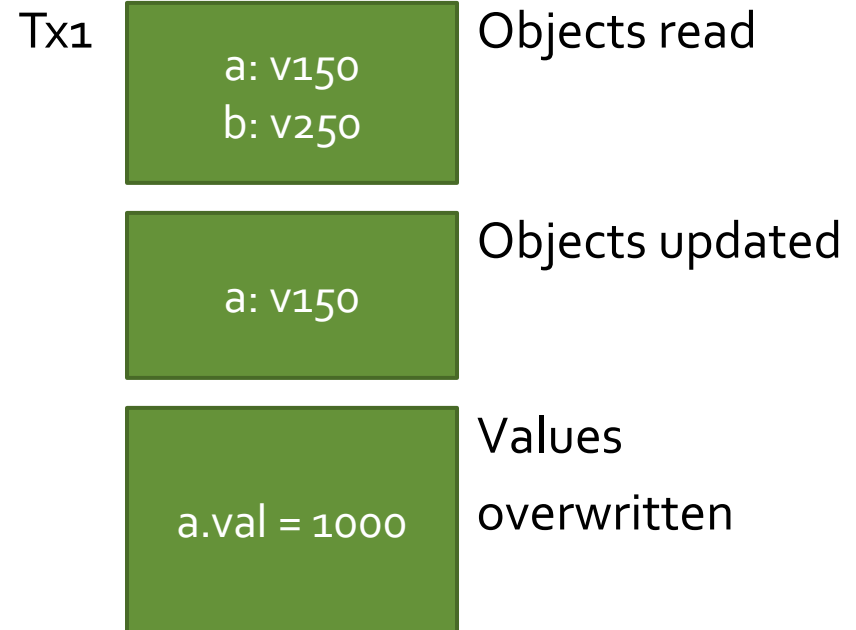 Tx1
a: v150
b: v250
Objects read
a: v150
Objects updated
a.val = 1000
Values
overwritten